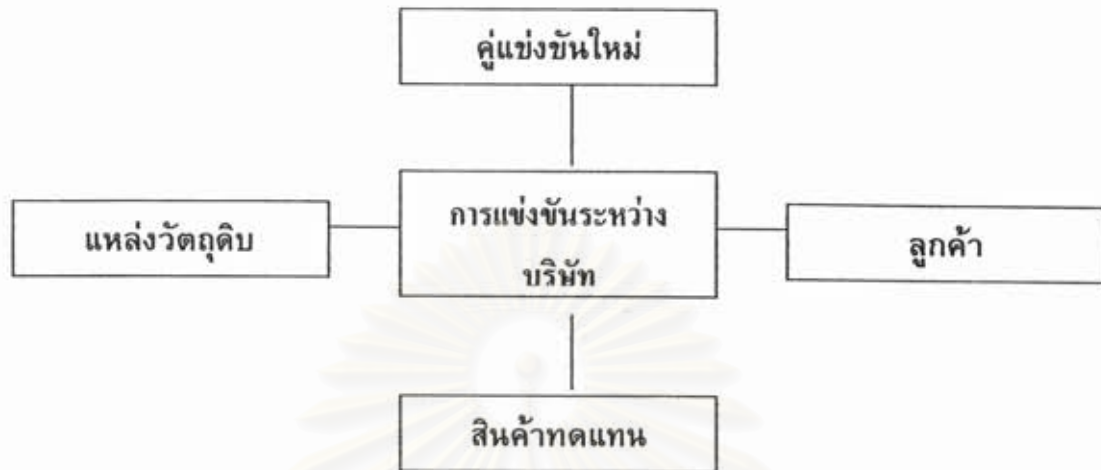 คู่แข่งขันใหม่
แหล่งวัตถุดิบ
การแข่งขันระหว่าง
บริษัท
ลูกค้า
สินค้าทดแทน